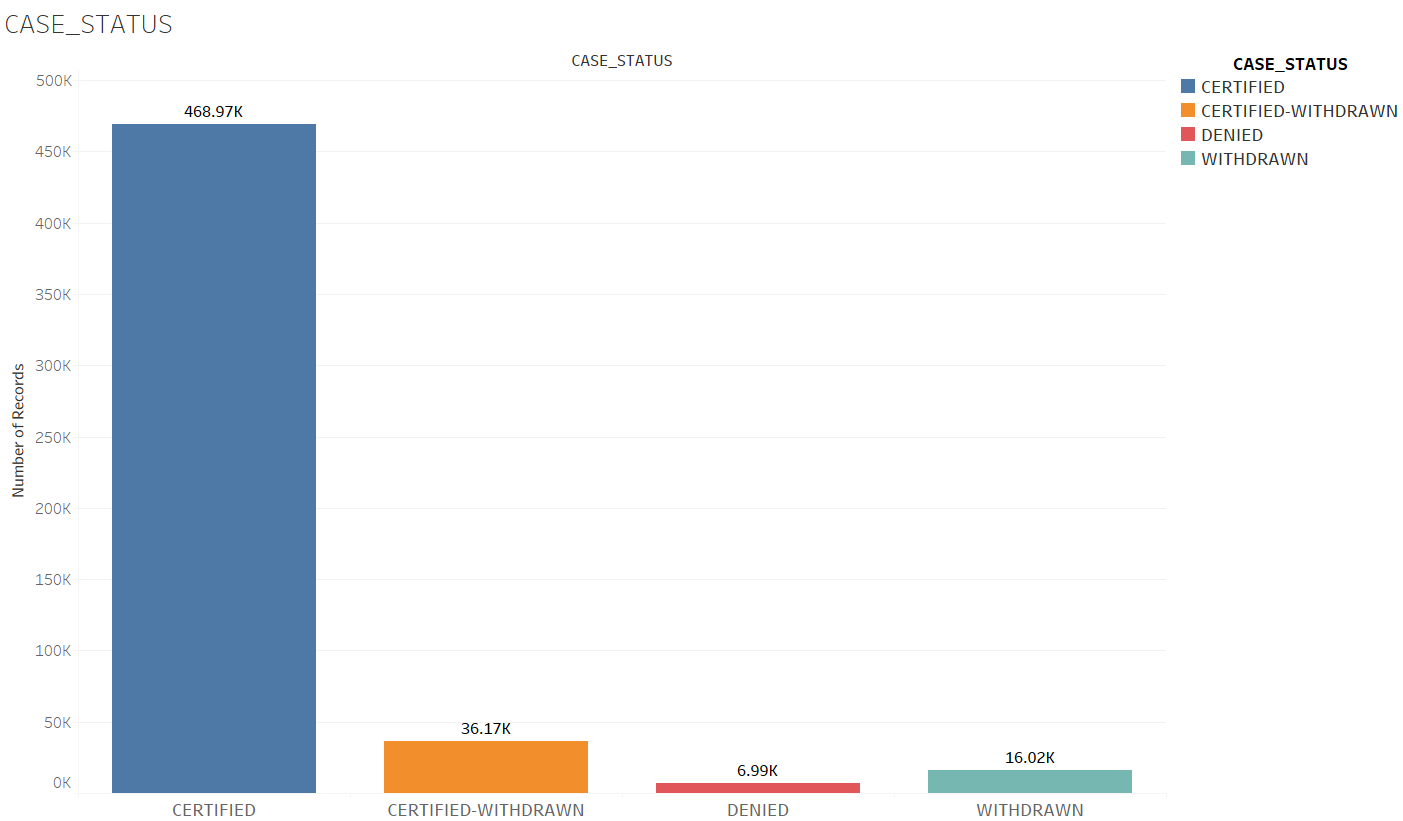 CASE_STATUS
CASE_STATUS
CASE_STATUS
CERTIFIED
CERTIFIED-WITHDRAWN
DENIED
WITHDRAWN
Number of Records
500K
450K
400K
350K
300K
250K
200K
150K
100K
50K
0K
468.97K
36.17K
6.99K
16.02K
CERTIFIED
CERTIFIED-WITHDRAWN
DENIED
WITHDRAWN